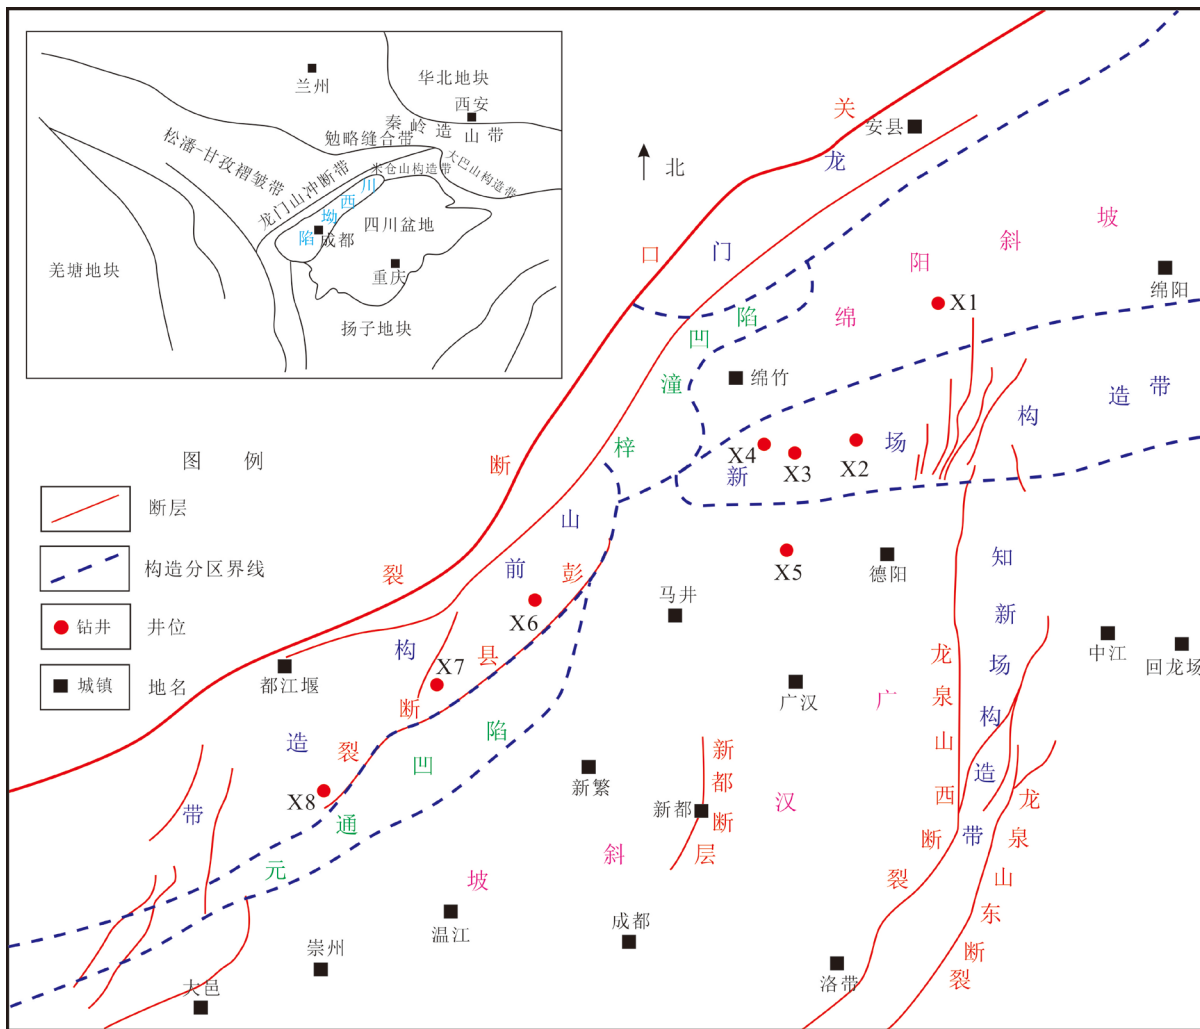 兰州
华北地块
西安
秦岭造山带
勉略缝合带
松潘-甘孜褶皱带
龙门山冲断带
米仓山构造带
大巴山构造带
川西坳陷
成都
四川盆地
重庆
羌塘地块
扬子地块
北
关口断裂
安县
龙门山前构造带
绵阳斜坡
绵阳
X1
梓潼凹陷
绵竹
新场构造带
X4
X3
X2
X5
德阳
马井
彭县断裂
X6
X7
X8
都江堰
元通凹陷
知新场构造带
中江
回龙场
广汉
广汉斜坡
龙泉山西断裂
龙泉山东断裂
新繁
新都
新都断层
温江
成都
崇州
大邑
洛带
图 例
断层
构造分区界线
钻井 井位
城镇 地名